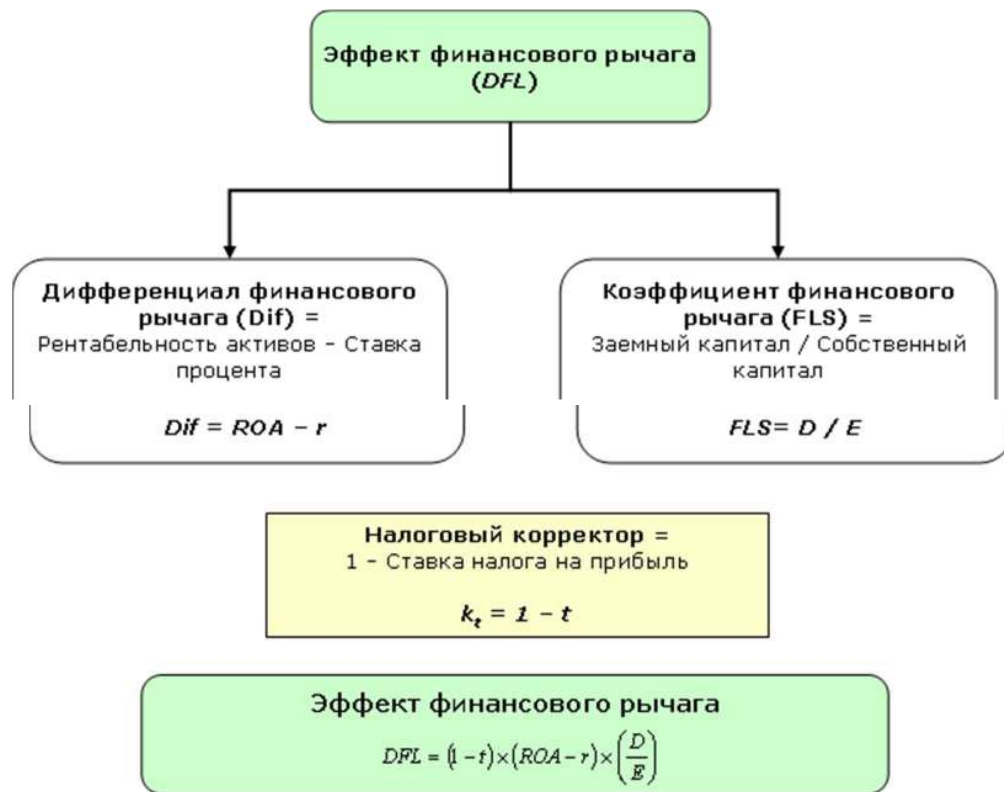 Эффект финансового рычага
(DFL)
Дифференциал финансового
рычага (Dif) =
Рентабельность активов – Ставка
процента
Dif = ROA – r
Коэффициент финансового
рычага (FLS) =
Заемный капитал / Собственный
капитал
FLS= D / E
Налоговый корректор =
1 – Ставка налога на прибыль
kt = 1 – t
Эффект финансового рычага
DFL = (1-t)×(ROA-r)×(D/E)